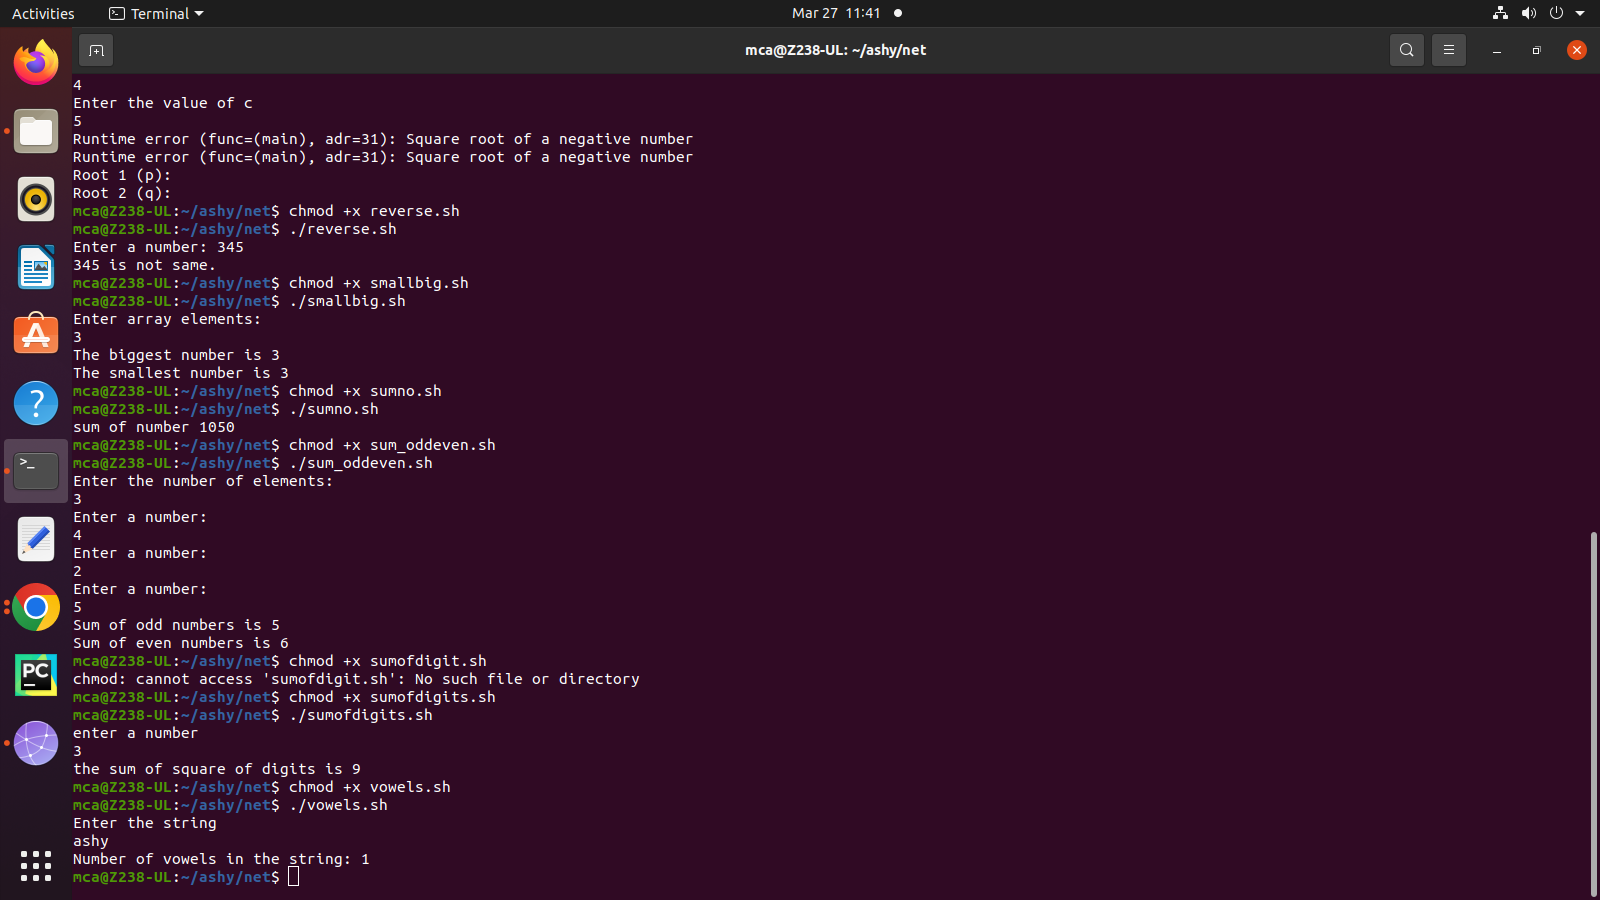 Activities
Terminal
Mar 27 11:41
mca@Z238-UL: ~/ashy/net
4
Enter the value of c
5
Runtime error (func=(main), adr=31): Square root of a negative number
Runtime error (func=(main), adr=31): Square root of a negative number
Root 1 (p):
Root 2 (q):
mca@Z238-UL:~/ashy/net$ chmod +x reverse.sh
mca@Z238-UL:~/ashy/net$ ./reverse.sh
Enter a number: 345
345 is not same.
mca@Z238-UL:~/ashy/net$ chmod +x smallbig.sh
mca@Z238-UL:~/ashy/net$ ./smallbig.sh
Enter array elements:
3
The biggest number is 3
The smallest number is 3
mca@Z238-UL:~/ashy/net$ chmod +x sumno.sh
mca@Z238-UL:~/ashy/net$ ./sumno.sh
sum of number 1050
mca@Z238-UL:~/ashy/net$ chmod +x sum_oddeven.sh
mca@Z238-UL:~/ashy/net$ ./sum_oddeven.sh
Enter the number of elements:
3
Enter a number:
4
Enter a number:
2
Enter a number:
5
Sum of odd numbers is 5
Sum of even numbers is 6
mca@Z238-UL:~/ashy/net$ chmod +x sumofdigit.sh
chmod: cannot access 'sumofdigit.sh': No such file or directory
mca@Z238-UL:~/ashy/net$ chmod +x sumofdigits.sh
mca@Z238-UL:~/ashy/net$ ./sumofdigits.sh
enter a number
3
the sum of square of digits is 9
mca@Z238-UL:~/ashy/net$ chmod +x vowels.sh
mca@Z238-UL:~/ashy/net$ ./vowels.sh
Enter the string
ashy
Number of vowels in the string: 1
mca@Z238-UL:~/ashy/net$
PC